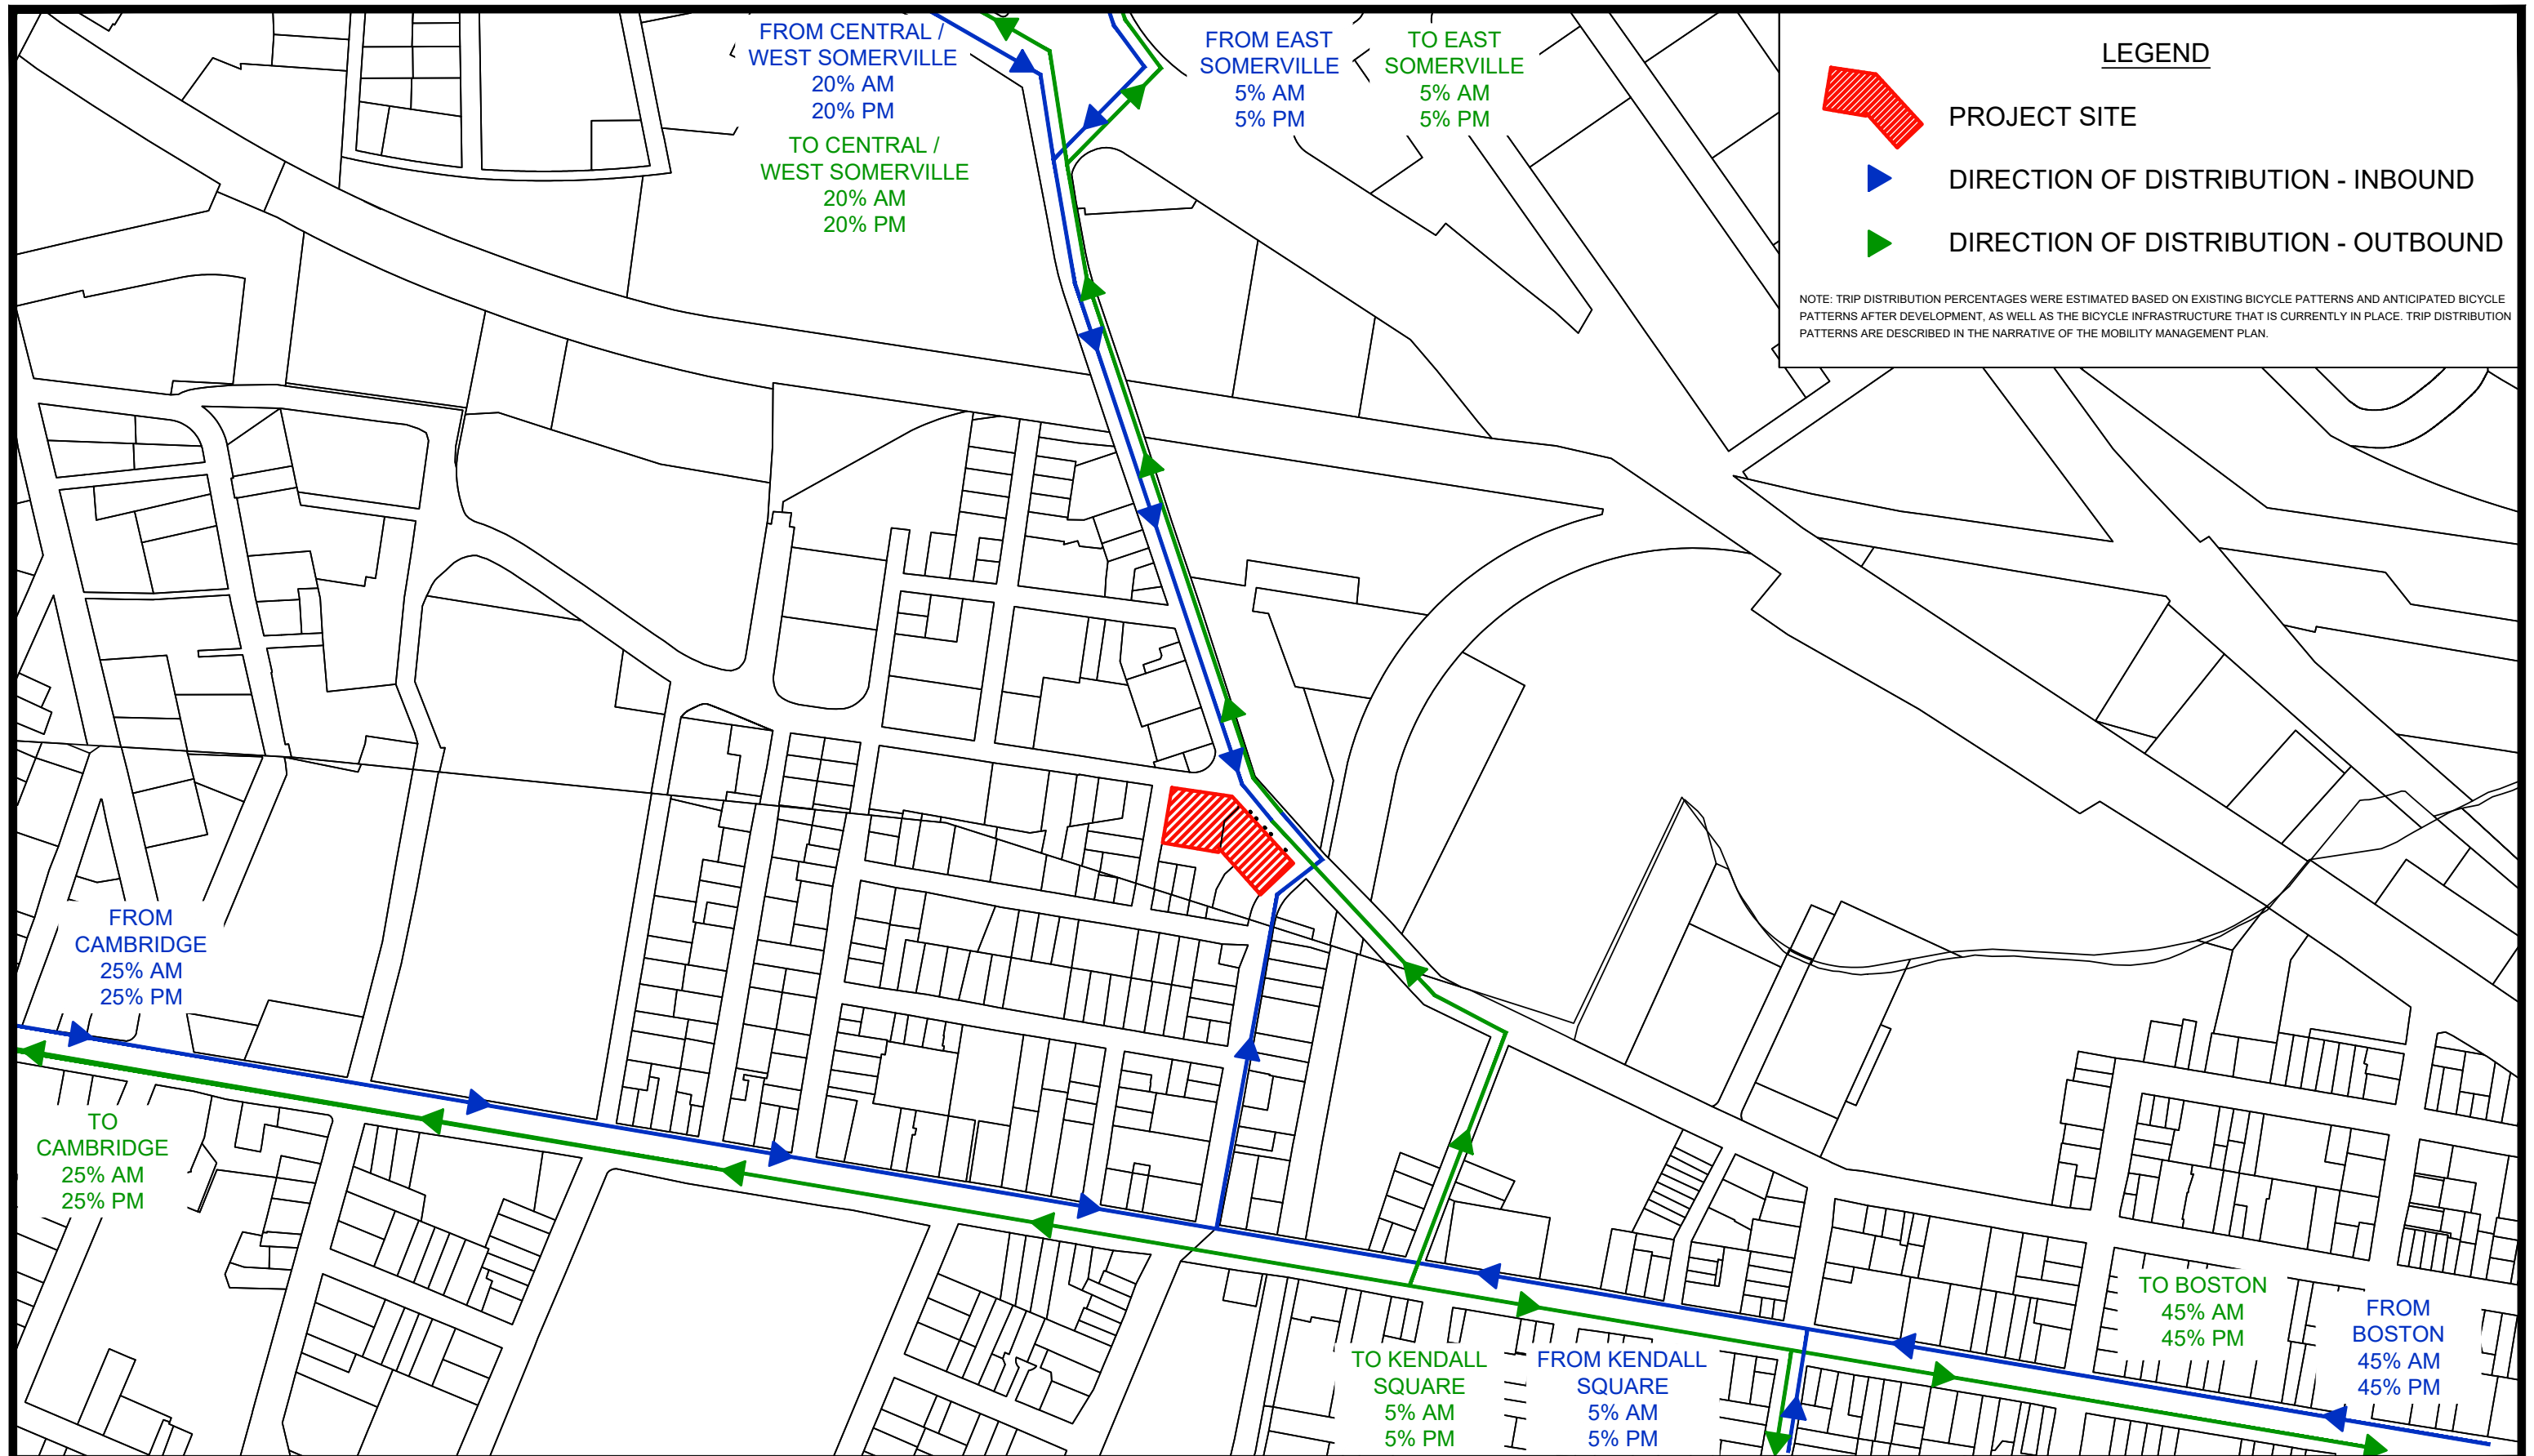 FROM CENTRAL /
WEST SOMERVILLE
20% AM
20% PM
TO CENTRAL /
WEST SOMERVILLE
20% AM
20% PM
FROM EAST
SOMERVILLE
5% AM
5% PM
TO EAST
SOMERVILLE
5% AM
5% PM
LEGEND
PROJECT SITE
DIRECTION OF DISTRIBUTION - INBOUND
DIRECTION OF DISTRIBUTION - OUTBOUND
NOTE: TRIP DISTRIBUTION PERCENTAGES WERE ESTIMATED BASED ON EXISTING BICYCLE PATTERNS AND ANTICIPATED BICYCLE
PATTERNS AFTER DEVELOPMENT, AS WELL AS THE BICYCLE INFRASTRUCTURE THAT IS CURRENTLY IN PLACE. TRIP DISTRIBUTION
PATTERNS ARE DESCRIBED IN THE NARRATIVE OF THE MOBILITY MANAGEMENT PLAN.
FROM
CAMBRIDGE
25% AM
25% PM
TO
CAMBRIDGE
25% AM
25% PM
TO KENDALL
SQUARE
5% AM
5% PM
FROM KENDALL
SQUARE
5% AM
5% PM
TO BOSTON
45% AM
45% PM
FROM
BOSTON
45% AM
45% PM